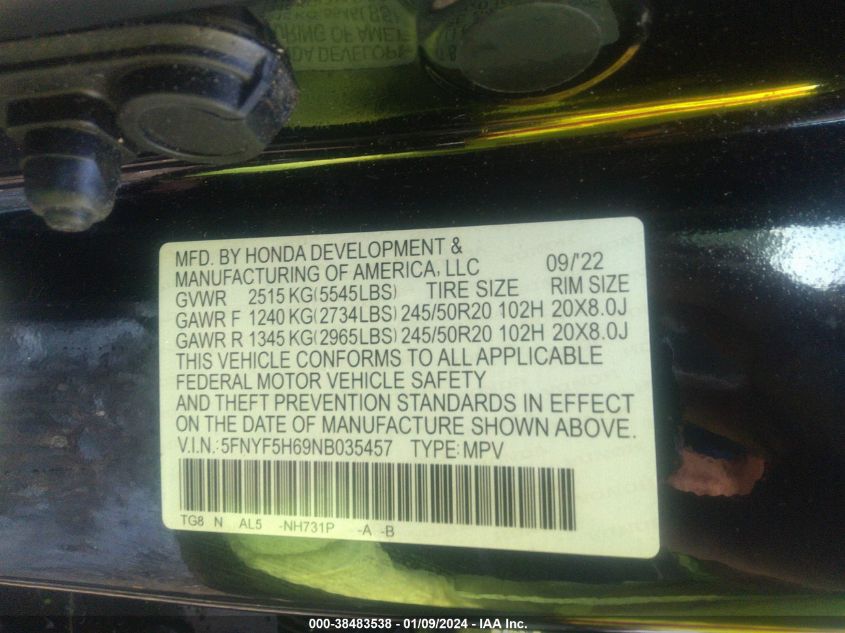 MFD. BY HONDA DEVELOPMENT &
MANUFACTURING OF AMERICA, LLC 09/'22
GVWR 2515 KG(5545LBS) TIRE SIZE RIM SIZE
GAWR F 1240 KG(2734LBS) 245/50R20 102H 20X8.0J
GAWR R 1345 KG(2965LBS) 245/50R20 102H 20X8.0J
THIS VEHICLE CONFORMS TO ALL APPLICABLE
FEDERAL MOTOR VEHICLE SAFETY
AND THEFT PREVENTION STANDARDS IN EFFECT
ON THE DATE OF MANUFACTURE SHOWN ABOVE.
V.I.N.: 5FNYF5H69NB035457 TYPE: MPV
TG8 N AL5 -NH731P -A -B
000-38483538 - 01/09/2024 - IAA Inc.